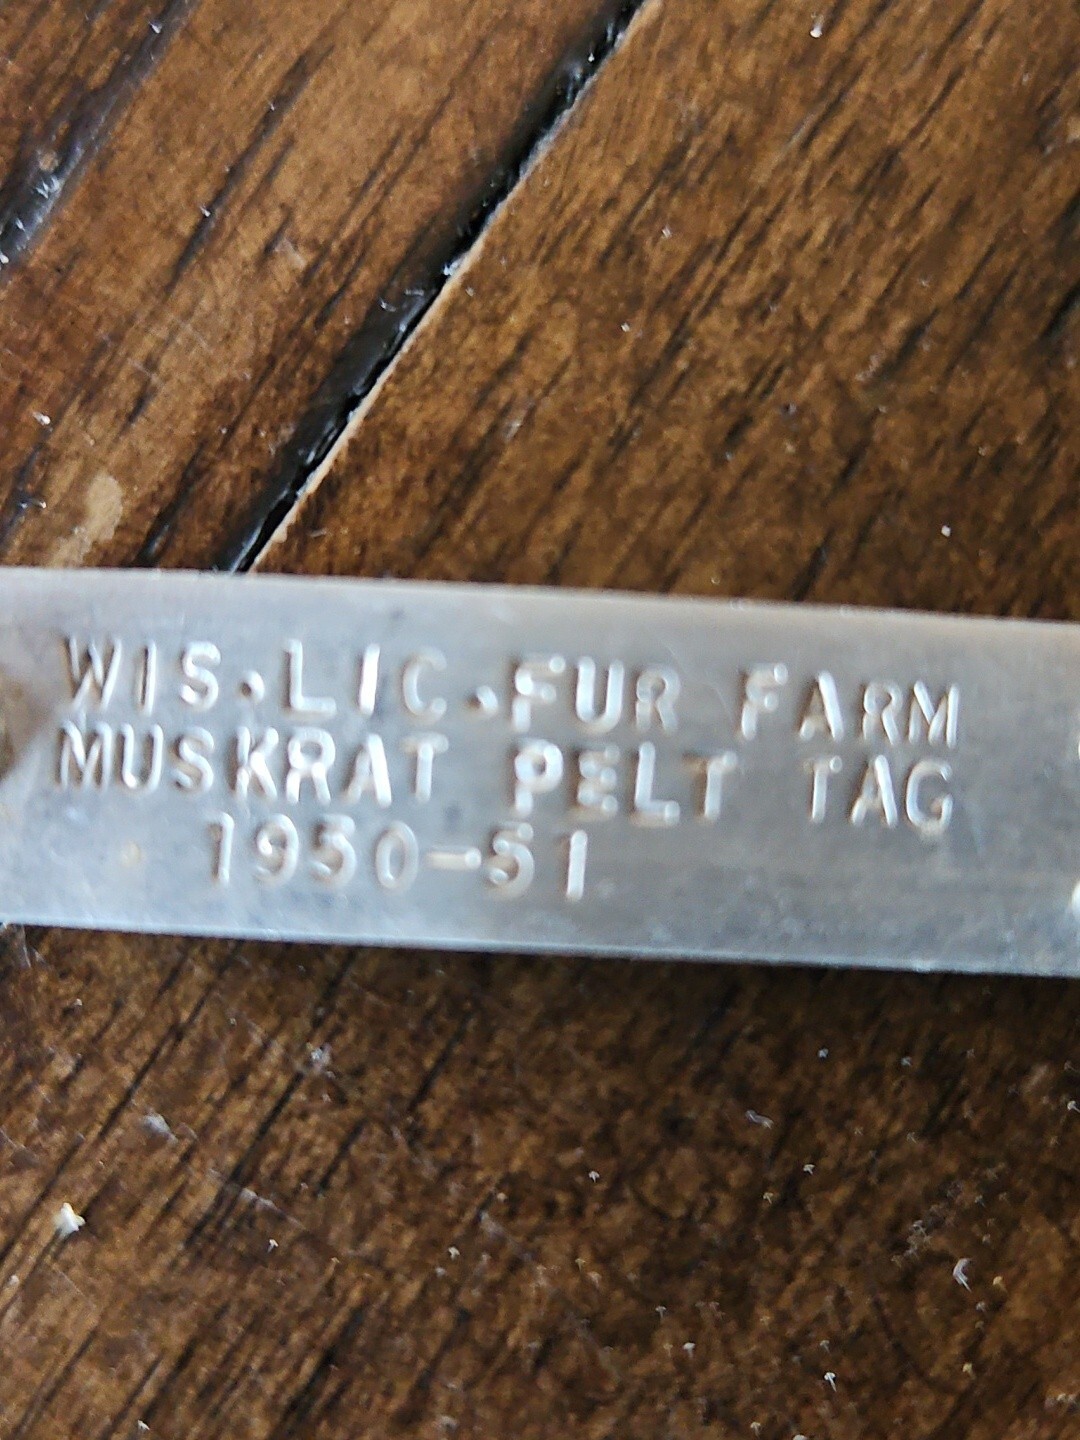 WIS. LIC. FUR FARM
MUSKRAT PELT TAG
1950-51